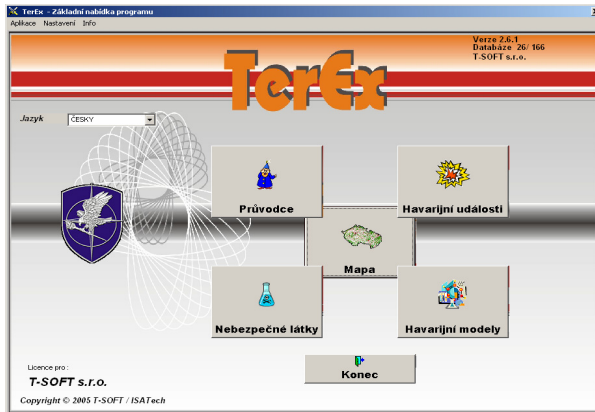 TerEx - Základní nabídka programu
Aplikace Nastavení Info
Verze 2.6.1
Databáze 26/ 166
T-SOFT s.r.o.
TerEx
Jazyk ČESKY
Průvodce Havarijní události
Mapa
Nebezpečné látky Havarijní modely
Konec
Licence pro:
T-SOFT s.r.o.
Copyright © 2005 T-SOFT / ISATech